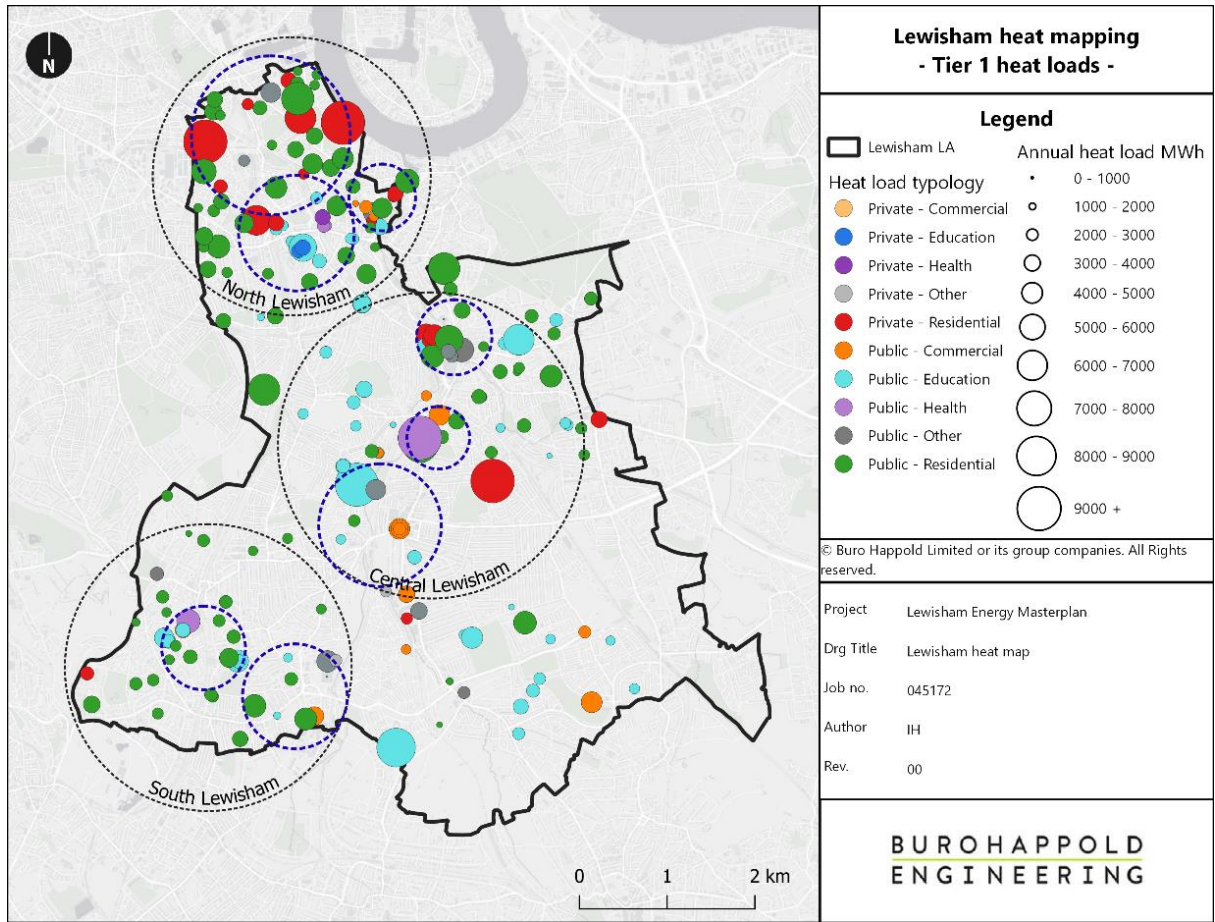 N
North Lewisham
Central Lewisham
South Lewisham
0 1 2 km
Lewisham heat mapping
- Tier 1 heat loads -
Legend
Lewisham LA
Heat load typology
Private - Commercial
Private - Education
Private - Health
Private - Other
Private - Residential
Public - Commercial
Public - Education
Public - Health
Public - Other
Public - Residential
Annual heat load MWh
0 - 1000
1000 - 2000
2000 - 3000
3000 - 4000
4000 - 5000
5000 - 6000
6000 - 7000
7000 - 8000
8000 - 9000
9000 +
© Buro Happold Limited or its group companies. All Rights
reserved.
Project Lewisham Energy Masterplan
Drg Title Lewisham heat map
Job no. 045172
Author IH
Rev. 00
BUROHAPPOLD
ENGINEERING